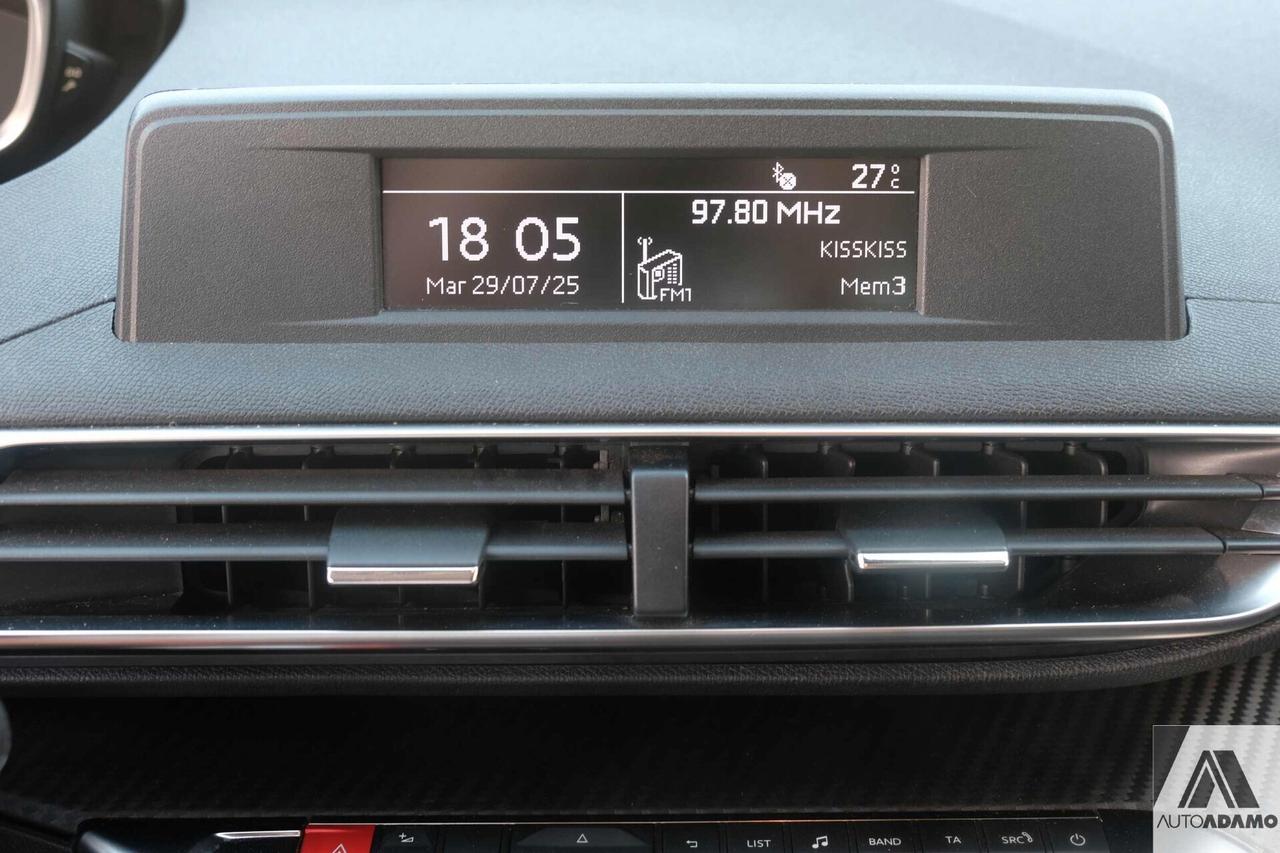 27°C
18 05
Mar 29/07/25
97.80 MHz
KISSKISS
FM1
Mem3
LIST
BAND
TA
SRC
AUTOADAMO